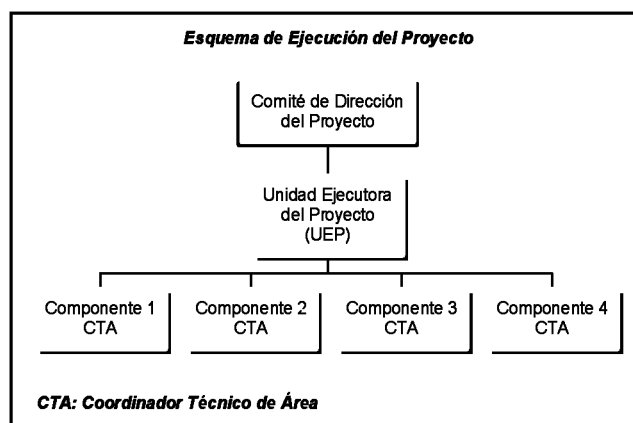 Esquema de Ejecución del Proyecto
Comité de Dirección
del Proyecto
Unidad Ejecutora
del Proyecto
(UEP)
Componente 1
CTA
Componente 2
CTA
Componente 3
CTA
Componente 4
CTA
CTA: Coordinador Técnico de Área